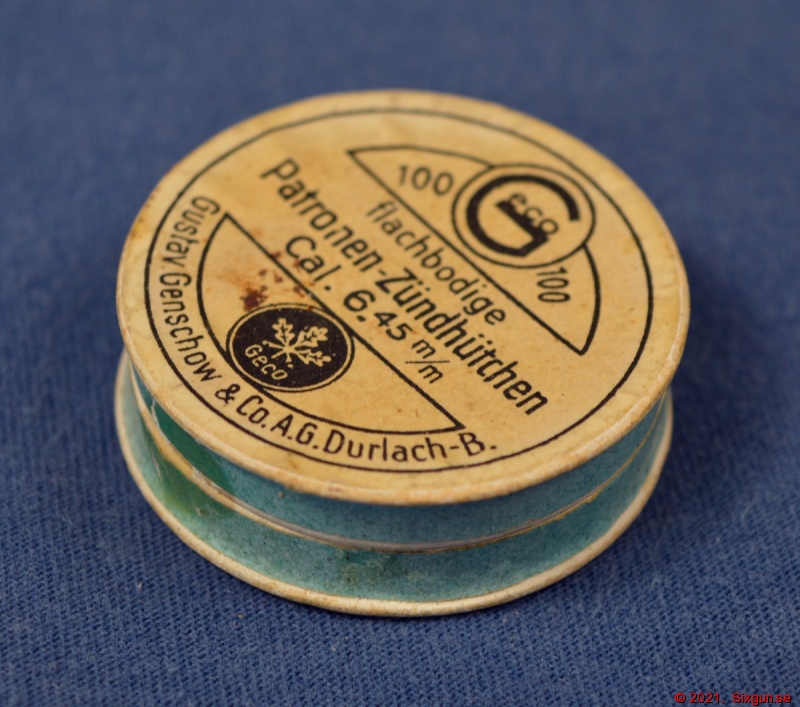 100 Geco 100
flachbodige
Patronen-Zündhütchen
Cal. 6.45 m/m
Geco
Gustav Genschow & Co. A.G. Durlach-B.
© 2021 . Sixgun.se